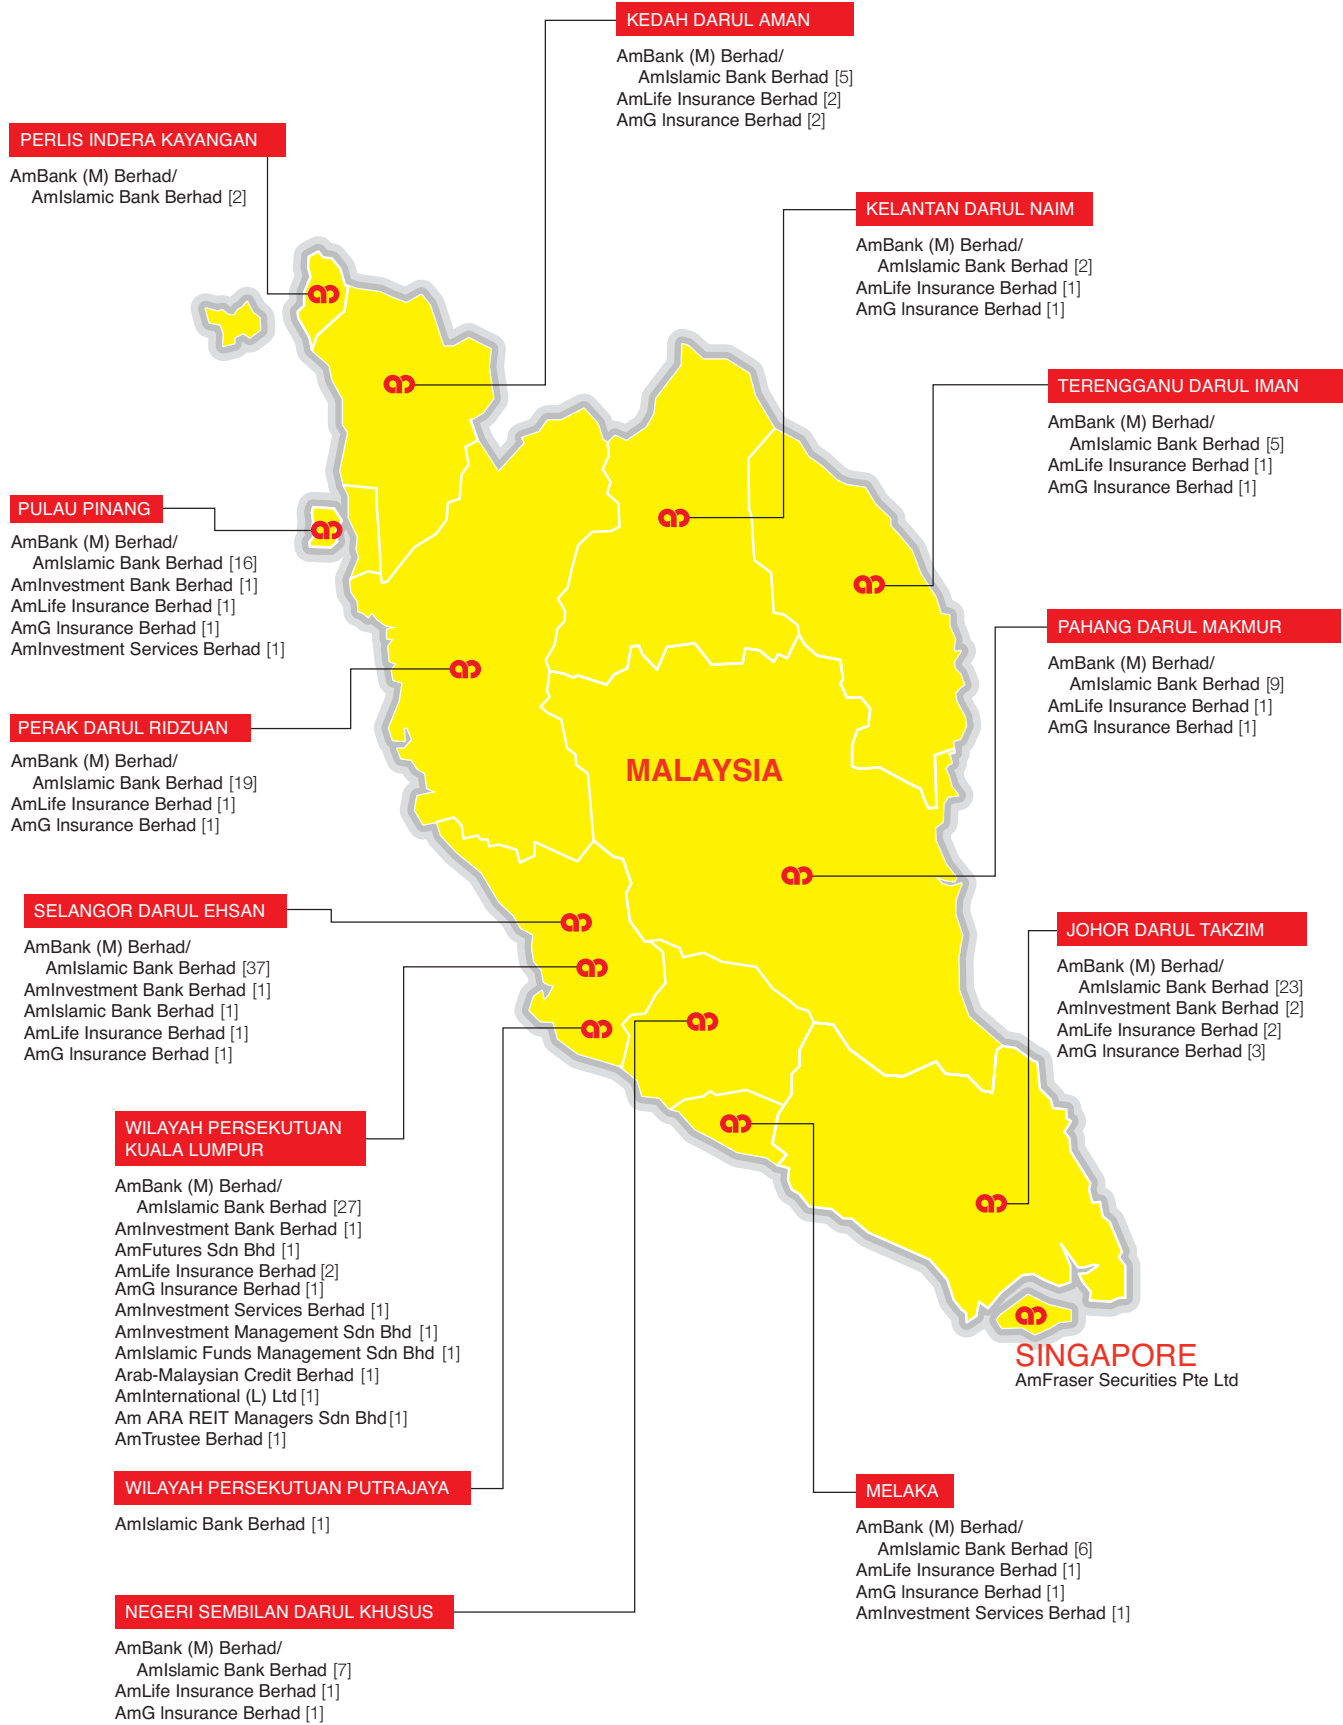 KEDAH DARUL AMAN
AmBank (M) Berhad/
AmIslamic Bank Berhad [5]
AmLife Insurance Berhad [2]
AmG Insurance Berhad [2]
PERLIS INDERA KAYANGAN
AmBank (M) Berhad/
AmIslamic Bank Berhad [2]
KELANTAN DARUL NAIM
AmBank (M) Berhad/
AmIslamic Bank Berhad [2]
AmLife Insurance Berhad [1]
AmG Insurance Berhad [1]
TERENGGANU DARUL IMAN
AmBank (M) Berhad/
AmIslamic Bank Berhad [5]
AmLife Insurance Berhad [1]
AmG Insurance Berhad [1]
PULAU PINANG
AmBank (M) Berhad/
AmIslamic Bank Berhad [16]
AmInvestment Bank Berhad [1]
AmLife Insurance Berhad [1]
AmG Insurance Berhad [1]
AmInvestment Services Berhad [1]
PAHANG DARUL MAKMUR
AmBank (M) Berhad/
AmIslamic Bank Berhad [9]
AmLife Insurance Berhad [1]
AmG Insurance Berhad [1]
PERAK DARUL RIDZUAN
AmBank (M) Berhad/
AmIslamic Bank Berhad [19]
AmLife Insurance Berhad [1]
AmG Insurance Berhad [1]
MALAYSIA
SELANGOR DARUL EHSAN
AmBank (M) Berhad/
AmIslamic Bank Berhad [37]
AmInvestment Bank Berhad [1]
AmIslamic Bank Berhad [1]
AmLife Insurance Berhad [1]
AmG Insurance Berhad [1]
JOHOR DARUL TAKZIM
AmBank (M) Berhad/
AmIslamic Bank Berhad [23]
AmInvestment Bank Berhad [2]
AmLife Insurance Berhad [2]
AmG Insurance Berhad [3]
WILAYAH PERSEKUTUAN
KUALA LUMPUR
AmBank (M) Berhad/
AmIslamic Bank Berhad [27]
AmInvestment Bank Berhad [1]
AmFutures Sdn Bhd [1]
AmLife Insurance Berhad [2]
AmG Insurance Berhad [1]
AmInvestment Services Berhad [1]
AmInvestment Management Sdn Bhd [1]
AmIslamic Funds Management Sdn Bhd [1]
Arab-Malaysian Credit Berhad [1]
AmInternational (L) Ltd [1]
Am ARA REIT Managers Sdn Bhd [1]
AmTrustee Berhad [1]
SINGAPORE
AmFraser Securities Pte Ltd
WILAYAH PERSEKUTUAN PUTRAJAYA
AmIslamic Bank Berhad [1]
MELAKA
AmBank (M) Berhad/
AmIslamic Bank Berhad [6]
AmLife Insurance Berhad [1]
AmG Insurance Berhad [1]
AmInvestment Services Berhad [1]
NEGERI SEMBILAN DARUL KHUSUS
AmBank (M) Berhad/
AmIslamic Bank Berhad [7]
AmLife Insurance Berhad [1]
AmG Insurance Berhad [1]